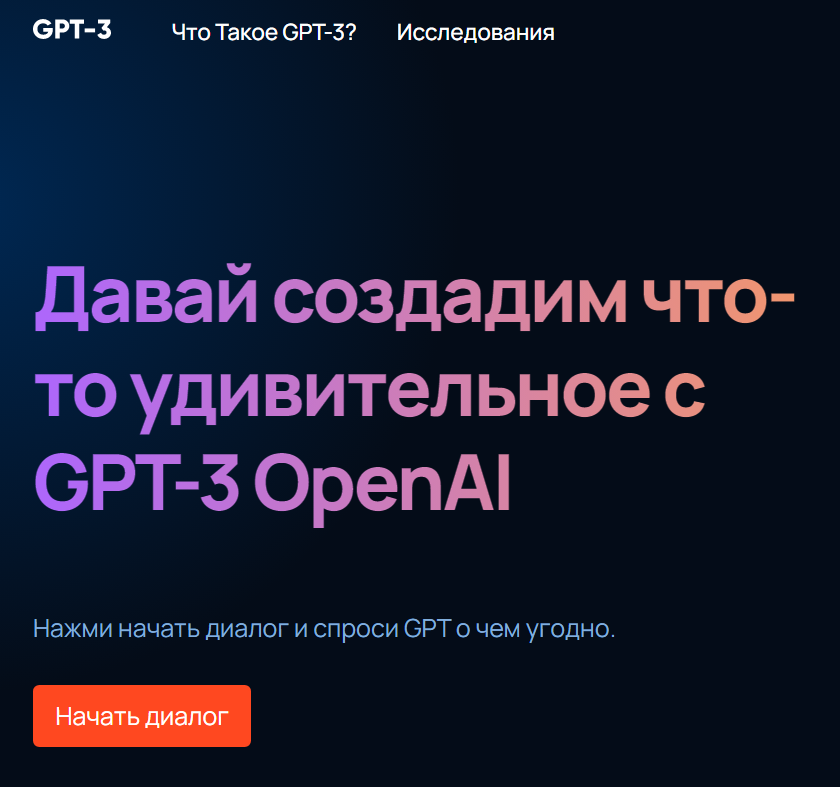 GPT-3
Что Такое GPT-3?
Исследования
Давай создадим что-
то удивительное с
GPT-3 OpenAI
Нажми начать диалог и спроси GPT о чем угодно.
Начать диалог